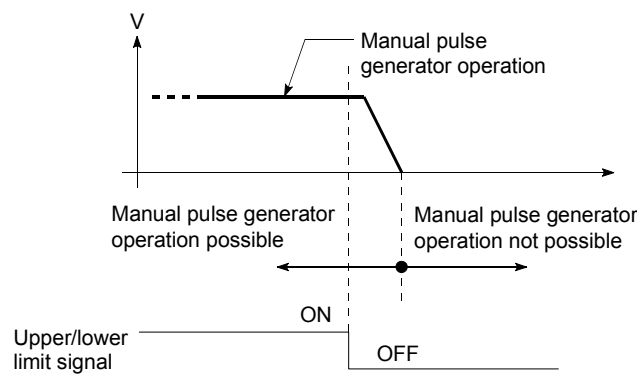 V
Manual pulse
generator operation
Manual pulse generator
operation possible
Manual pulse generator
operation not possible
ON
Upper/lower
limit signal
OFF